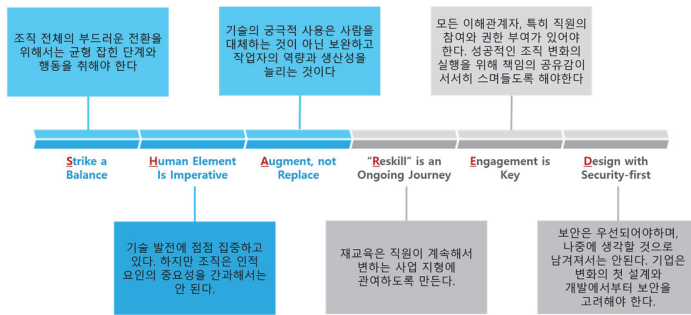 조직 전체의 부드러운 전환을
위해서는 균형 잡힌 단계와
행동을 취해야 한다
기술의 궁극적 사용은 사람을
대체하는 것이 아닌 보완하고
작업자의 역량과 생산성을
늘리는 것이다
모든 이해관계자, 특히 직원의
참여와 권한 부여가 있어야
한다. 성공적인 조직 변화의
실행을 위해 책임의 공유감이
서서히 스며들도록 해야한다
Strike a
Balance
Human Element
Is Imperative
Augment, not
Replace
“Reskill” is an
Ongoing Journey
Engagement is
Key
Design with
Security-first
기술 발전에 점점 집중하고
있다. 하지만 조직은 인적
요인의 중요성을 간과해서는
안 된다.
재교육은 직원이 계속해서
변하는 사업 지형에
관여하도록 만든다.
보안은 우선되어야하며,
나중에 생각할 것으로
남겨져서는 안된다. 기업은
변화의 첫 설계와
개발에서부터 보안을
고려해야 한다.